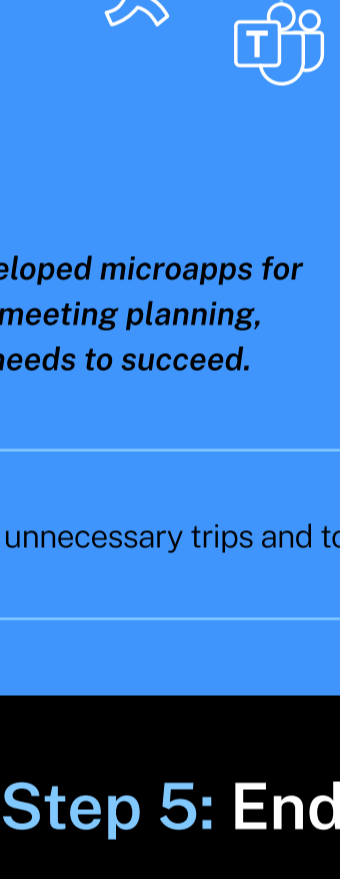 T
eloped microapps for
meeting planning,
needs to succeed.
unnecessary trips and to
Step 5: End